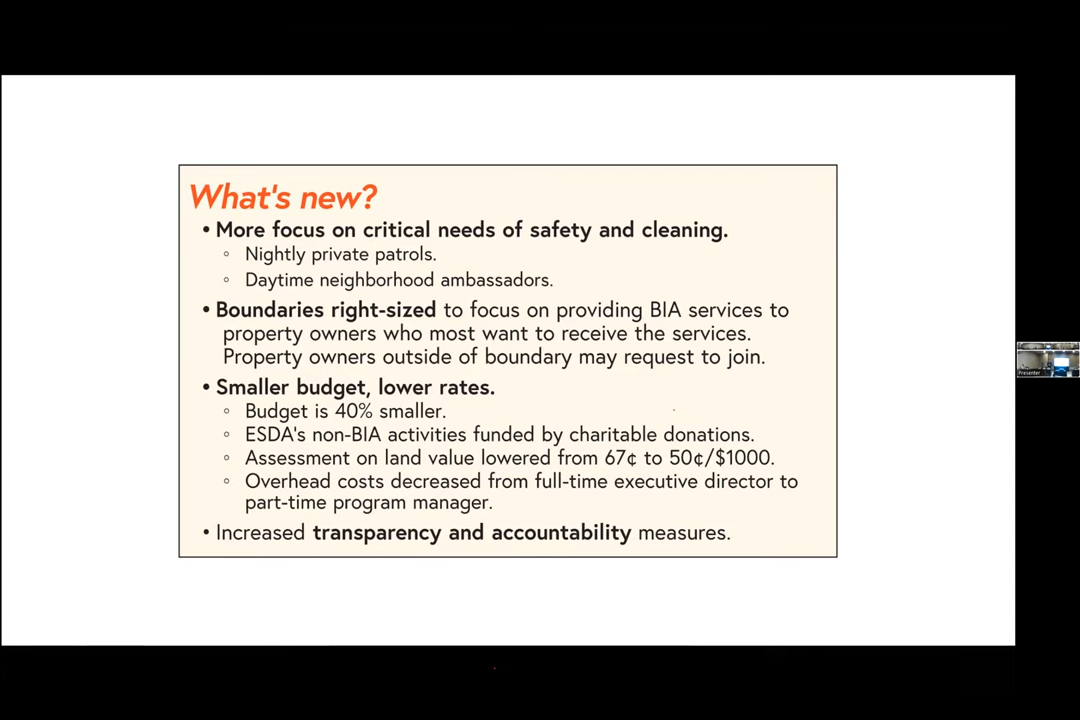 What's new?
• More focus on critical needs of safety and cleaning.
◦ Nightly private patrols.
◦ Daytime neighborhood ambassadors.
• Boundaries right-sized to focus on providing BIA services to
property owners who most want to receive the services.
Property owners outside of boundary may request to join.
• Smaller budget, lower rates.
◦ Budget is 40% smaller.
◦ ESDA's non-BIA activities funded by charitable donations.
◦ Assessment on land value lowered from 67¢ to 50¢/$1000.
◦ Overhead costs decreased from full-time executive director to
part-time program manager.
• Increased transparency and accountability measures.
Presenter